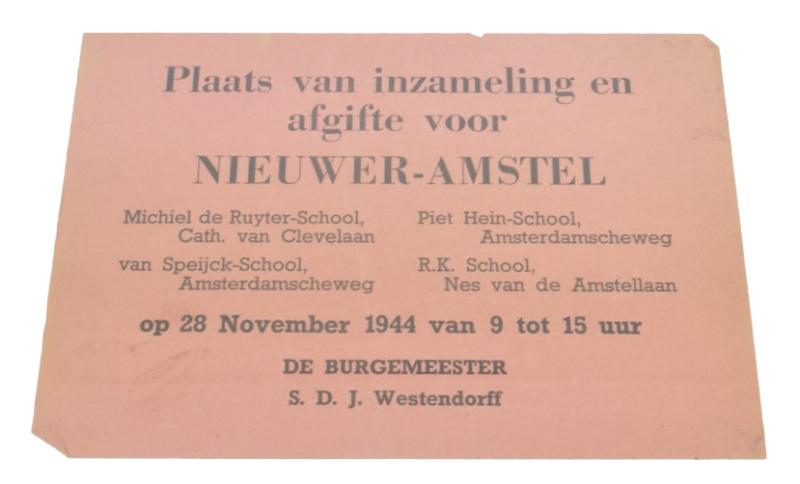 Plaats van inzameling en
afgifte voor
NIEUWER-AMSTEL
Michiel de Ruyter-School,
Cath. van Clevelaan
Piet Hein-School,
Amsterdamscheweg
van Speijck-School,
Amsterdamscheweg
R.K. School,
Nes van de Amstellaan
op 28 November 1944 van 9 tot 15 uur
DE BURGEMEESTER
S. D. J. Westendorff